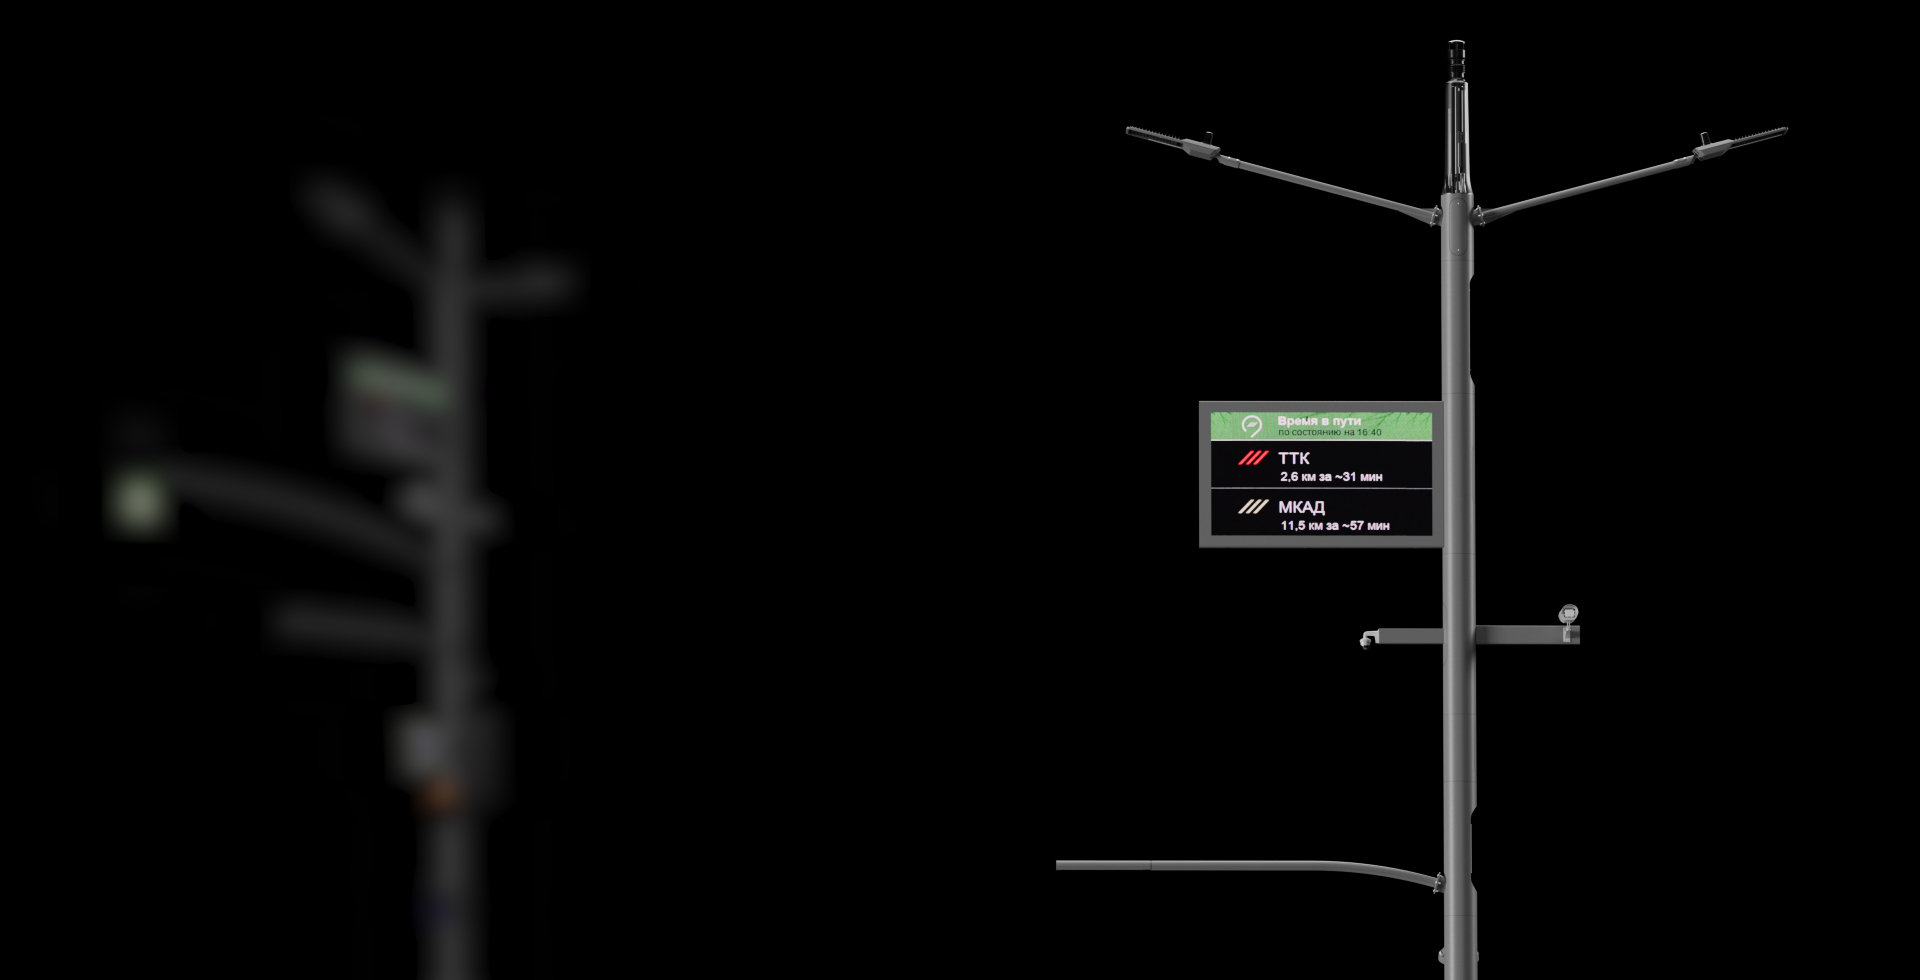 Время в пути
по состоянию на 16:40
ТТК
2,6 км за ~31 мин
МКАД
11,5 км за ~57 мин